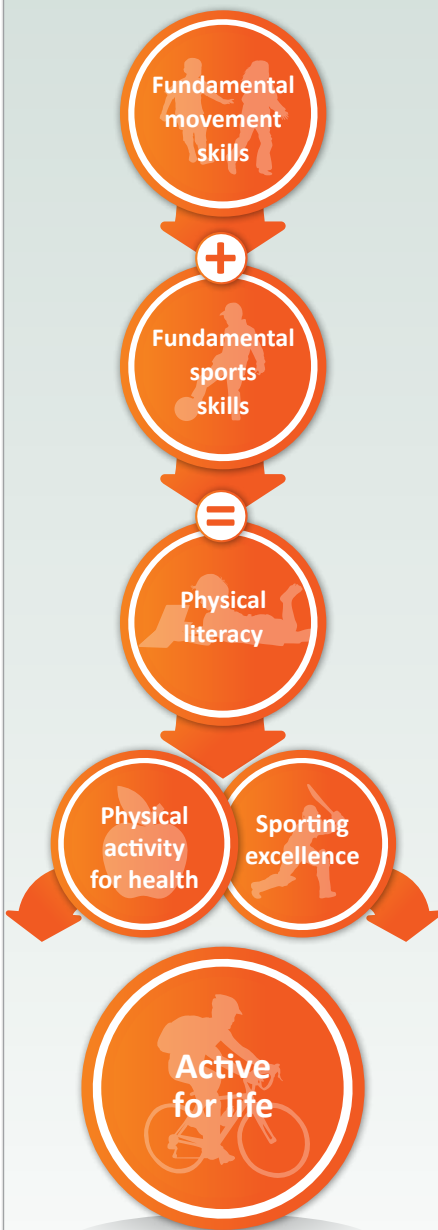 Fundamental
movement
skills
+
Fundamental
sports
skills
=
Physical
literacy
Physical
activity
for health
Sporting
excellence
Active
for life